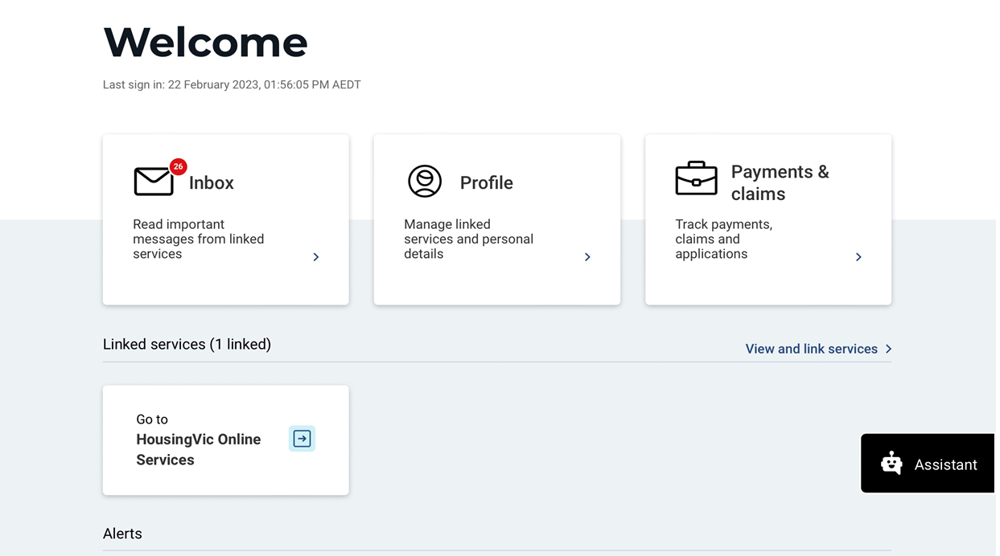 Welcome
Last sign in: 22 February 2023, 01:56:05 PM AEDT
26
Inbox
Read important
messages from linked
services
Profile
Manage linked
services and personal
details
Payments &
claims
Track payments,
claims and
applications
Linked services (1 linked)
View and link services
Go to
HousingVic Online
Services
Assistant
Alerts